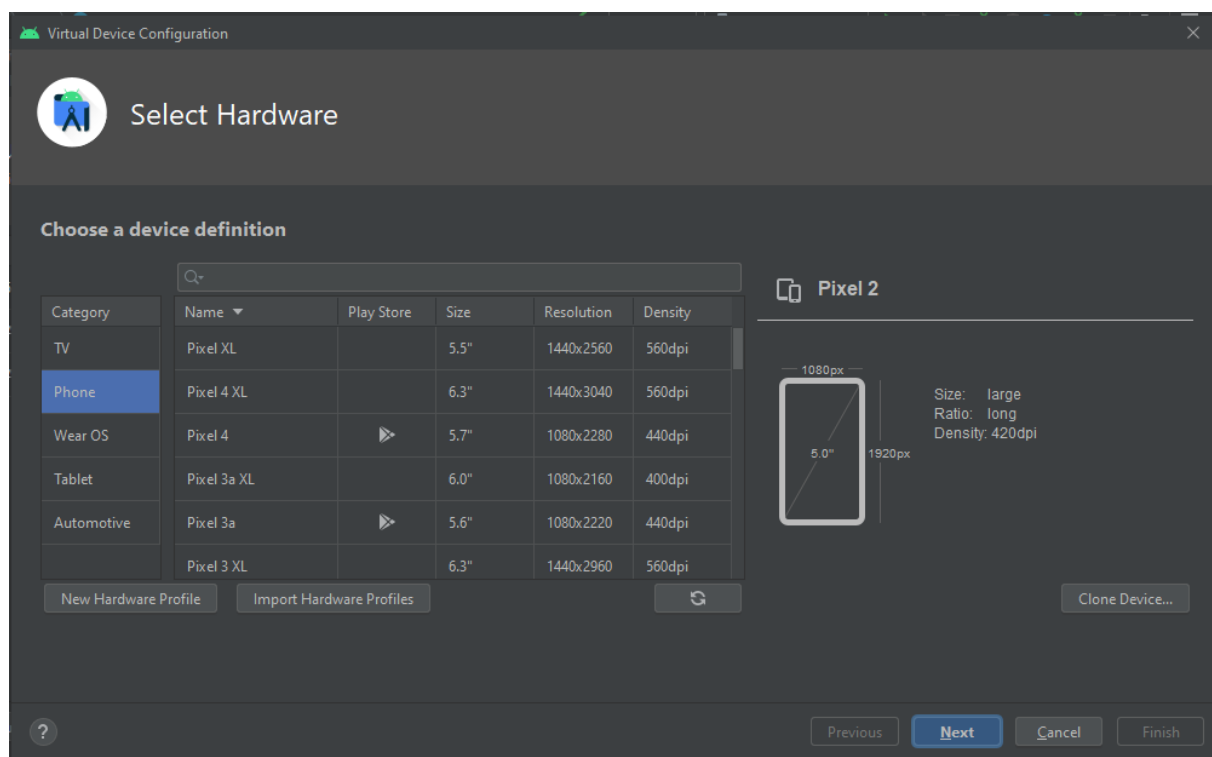 Virtual Device Configuration
Select Hardware
Choose a device definition
Category
TV
Phone
Wear OS
Tablet
Automotive
Name Play Store Size Resolution Density
Pixel XL 5.5" 1440x2560 560dpi
Pixel 4 XL 6.3" 1440x3040 560dpi
Pixel 4 5.7" 1080x2280 440dpi
Pixel 3a XL 6.0" 1080x2160 400dpi
Pixel 3a 5.6" 1080x2220 440dpi
Pixel 3 XL 6.3" 1440x2960 560dpi
New Hardware Profile Import Hardware Profiles
Pixel 2
1080px
5.0" 1920px
Size: large
Ratio: long
Density: 420dpi
Clone Device...
? Previous Next Cancel Finish